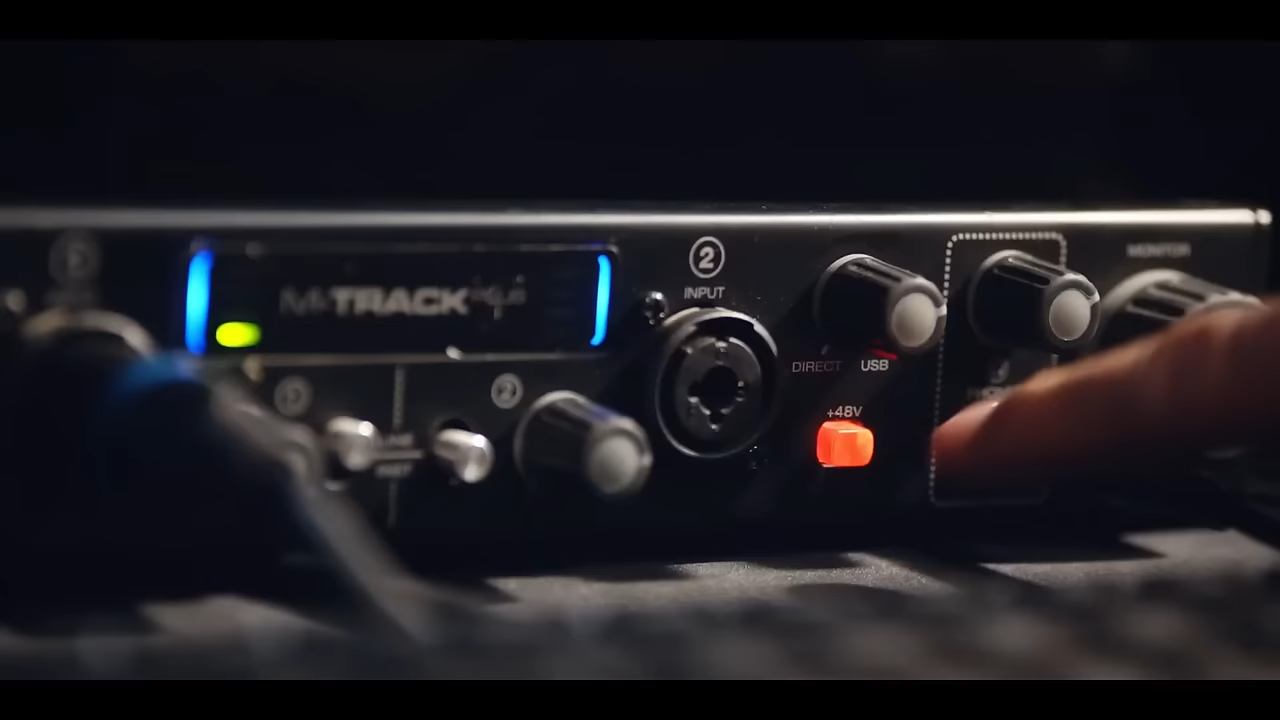 2
INPUT
MONITOR
M-TRACK
DIRECT USB
+48V
2